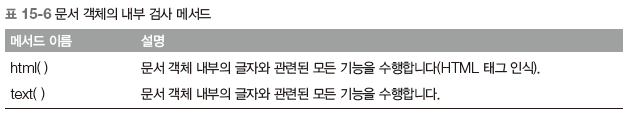 표 15-6 문서 객체의 내부 검사 메서드
메서드 이름 설명
html( ) 문서 객체 내부의 글자와 관련된 모든 기능을 수행합니다(HTML 태그 인식).
text( ) 문서 객체 내부의 글자와 관련된 모든 기능을 수행합니다.